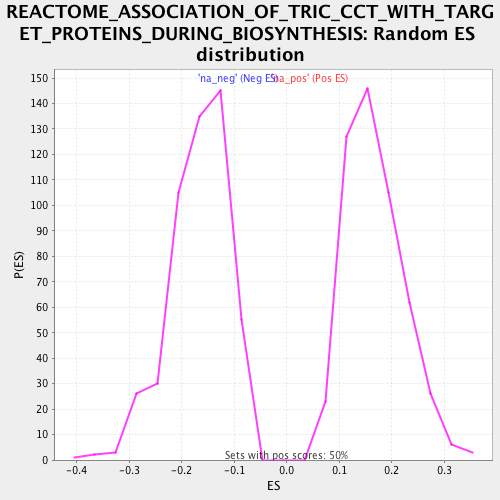 REACTOME_ASSOCIATION_OF_TRIC_CCT_WITH_TARG
ET_PROTEINS_DURING_BIOSYNTHESIS: Random ES
distribution
'na_neg' (Neg ES)
'na_pos' (Pos ES)
150
140
130
120
110
100
90
80
70
60
50
40
30
20
10
0
P(ES)
Sets with pos scores: 50%
-0.4 -0.3 -0.2 -0.1 0.0 0.1 0.2 0.3
ES